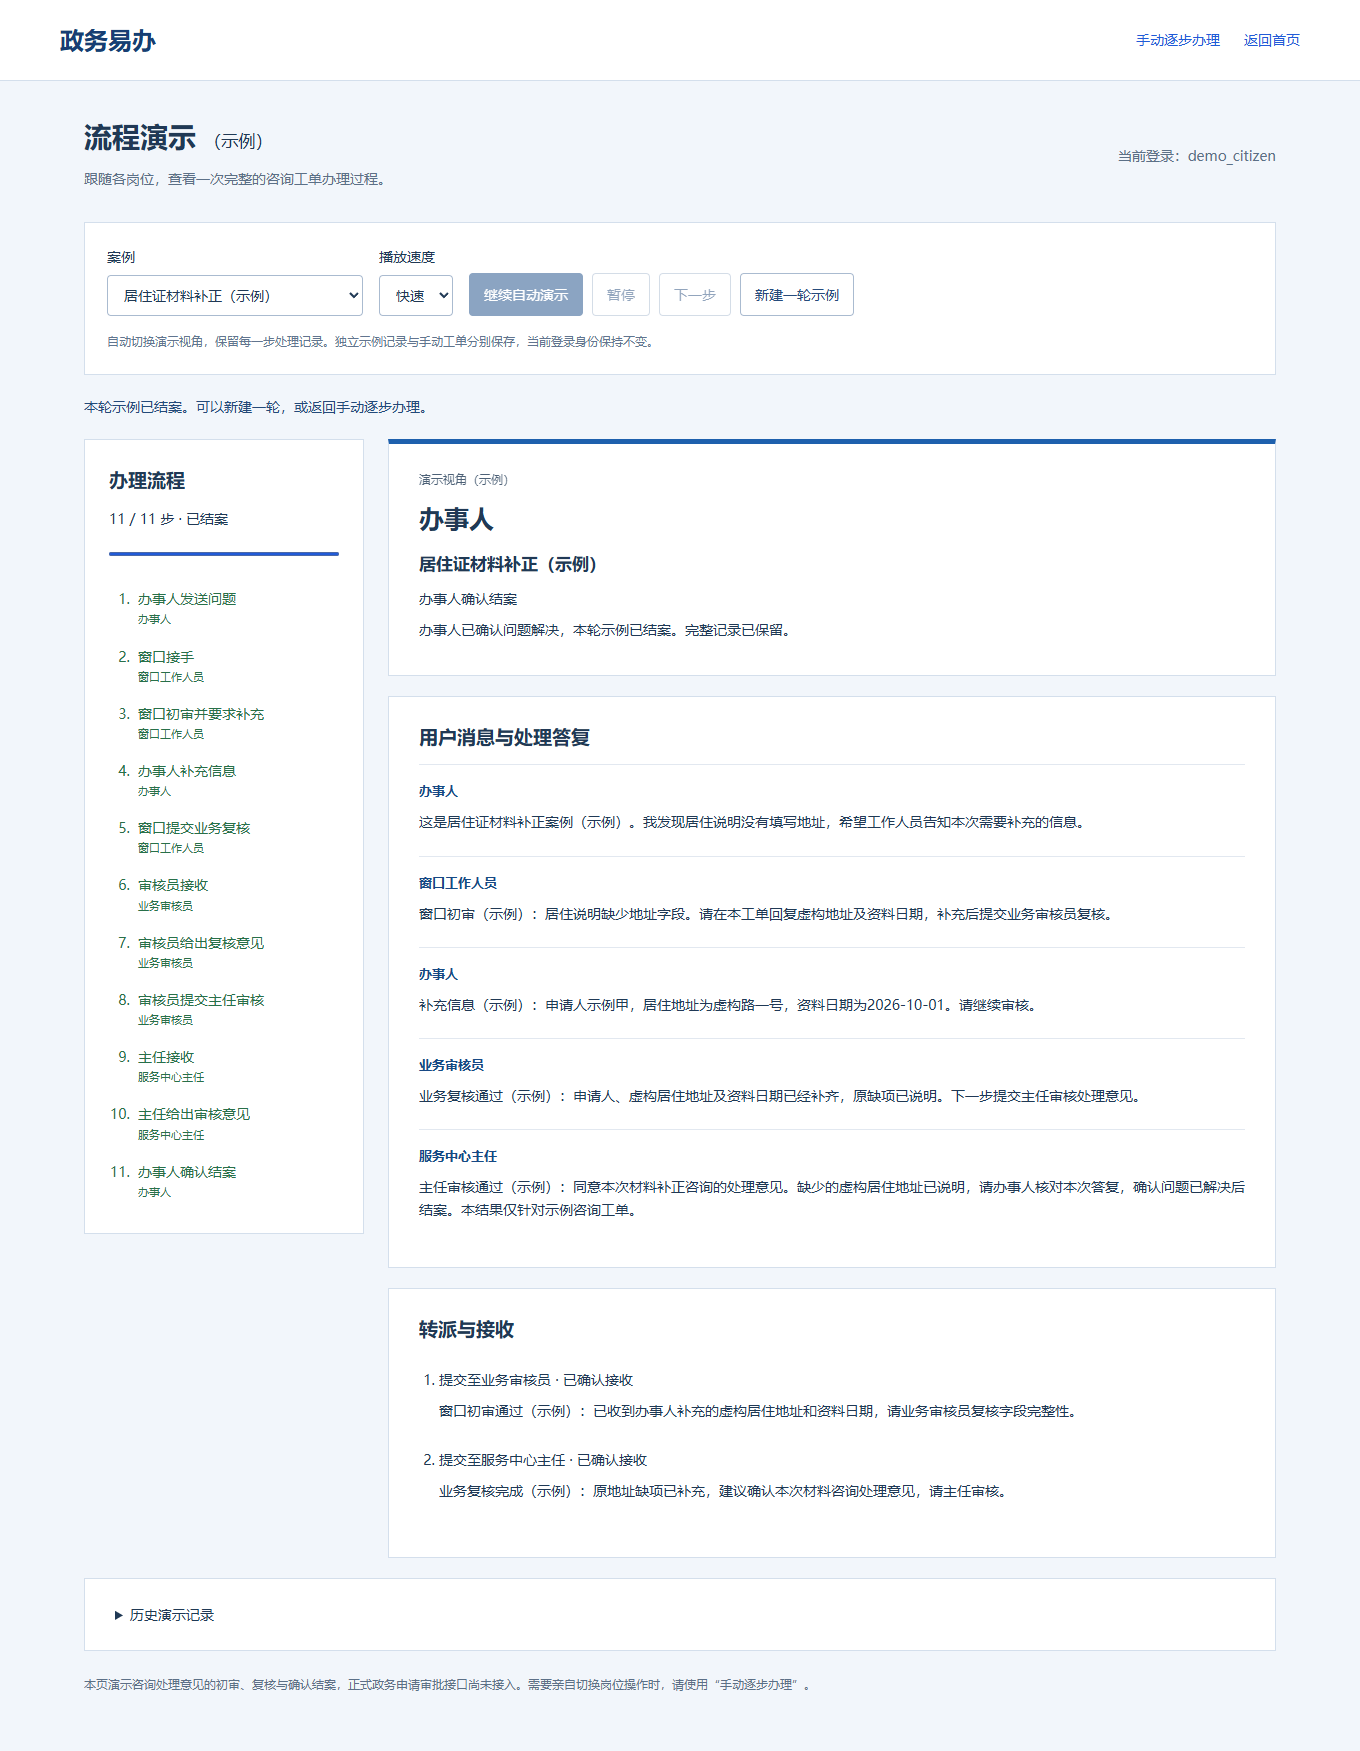 政务易办
手动逐步办理 返回首页
流程演示 （示例）
当前登录：demo_citizen
跟随各岗位，查看一次完整的咨询工单办理过程。
案例 播放速度
居住证材料补正（示例） 快速 继续自动演示 暂停 下一步 新建一轮示例
自动切换演示视角，保留每一步处理记录。独立示例记录与手动工单分别保存，当前登录身份保持不变。
本轮示例已结案。可以新建一轮，或返回手动逐步办理。
办理流程
11 / 11 步 · 已结案
1. 办事人发送问题
办事人
2. 窗口接手
窗口工作人员
3. 窗口初审并要求补充
窗口工作人员
4. 办事人补充信息
办事人
5. 窗口提交业务复核
窗口工作人员
6. 审核员接收
业务审核员
7. 审核员给出复核意见
业务审核员
8. 审核员提交主任审核
业务审核员
9. 主任接收
服务中心主任
10. 主任给出审核意见
服务中心主任
11. 办事人确认结案
办事人
演示视角（示例）
办事人
居住证材料补正（示例）
办事人确认结案
办事人已确认问题解决，本轮示例已结案。完整记录已保留。
用户消息与处理答复
办事人
这是居住证材料补正案例（示例）。我发现居住说明没有填写地址，希望工作人员告知本次需要补充的信息。
窗口工作人员
窗口初审（示例）：居住说明缺少地址字段。请在本工单回复虚构地址及资料日期，补充后提交业务审核员复核。
办事人
补充信息（示例）：申请人示例甲，居住地址为虚构路一号，资料日期为2026-10-01。请继续审核。
业务审核员
业务复核通过（示例）：申请人、虚构居住地址及资料日期已经补齐，原缺项已说明。下一步提交主任审核处理意见。
服务中心主任
主任审核通过（示例）：同意本次材料补正咨询的处理意见。缺少的虚构居住地址已说明，请办事人核对本次答复，确认问题已解决后
结案。本结果仅针对示例咨询工单。
转派与接收
1. 提交至业务审核员 · 已确认接收
窗口初审通过（示例）：已收到办事人补充的虚构居住地址和资料日期，请业务审核员复核字段完整性。
2. 提交至服务中心主任 · 已确认接收
业务复核完成（示例）：原地址缺项已补充，建议确认本次材料咨询处理意见，请主任审核。
▶ 历史演示记录
本页演示咨询处理意见的初审、复核与确认结案，正式政务申请审批接口尚未接入。需要亲自切换岗位操作时，请使用“手动逐步办理”。